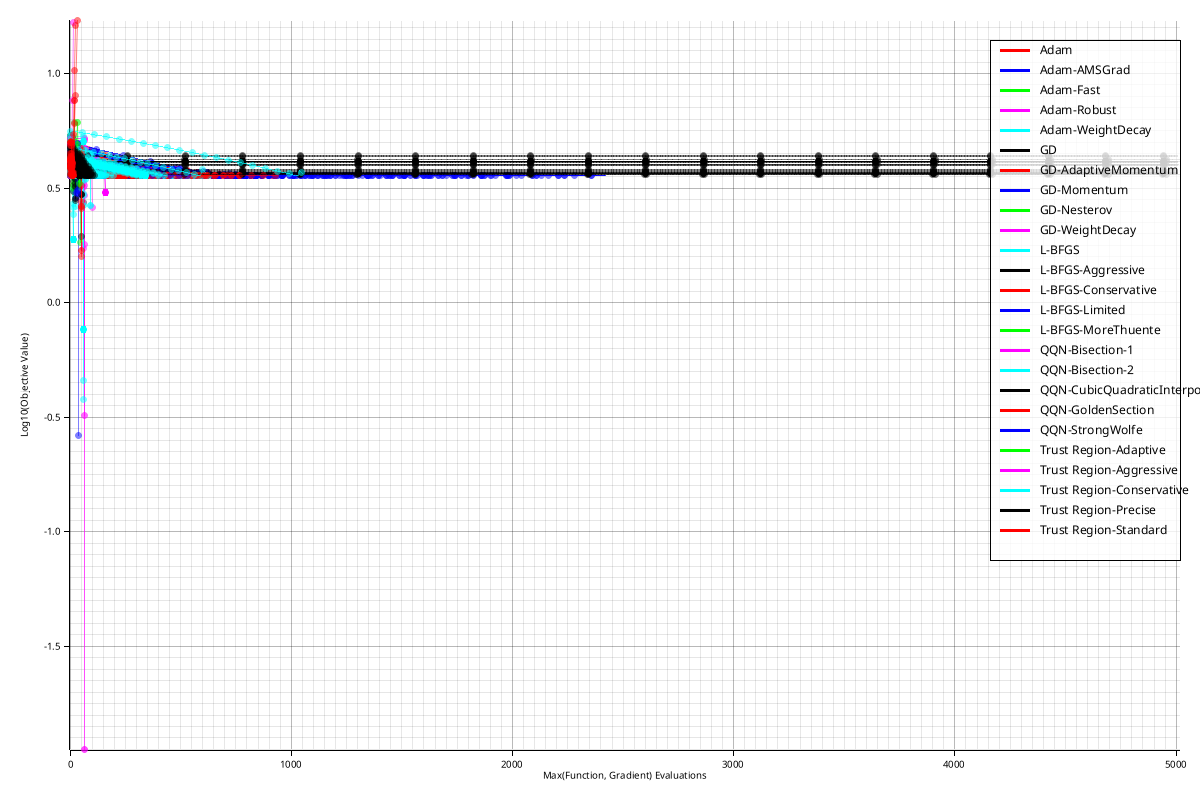 1.0
0.5
0.0
-0.5
-1.0
-1.5
Log10(Objective Value)
0
1000
2000
3000
4000
5000
Max(Function, Gradient) Evaluations
Adam
Adam-AMSGrad
Adam-Fast
Adam-Robust
Adam-WeightDecay
GD
GD-AdaptiveMomentum
GD-Momentum
GD-Nesterov
GD-WeightDecay
L-BFGS
L-BFGS-Aggressive
L-BFGS-Conservative
L-BFGS-Limited
L-BFGS-MoreThuente
QQN-Bisection-1
QQN-Bisection-2
QQN-CubicQuadraticInterpo
QQN-GoldenSection
QQN-StrongWolfe
Trust Region-Adaptive
Trust Region-Aggressive
Trust Region-Conservative
Trust Region-Precise
Trust Region-Standard